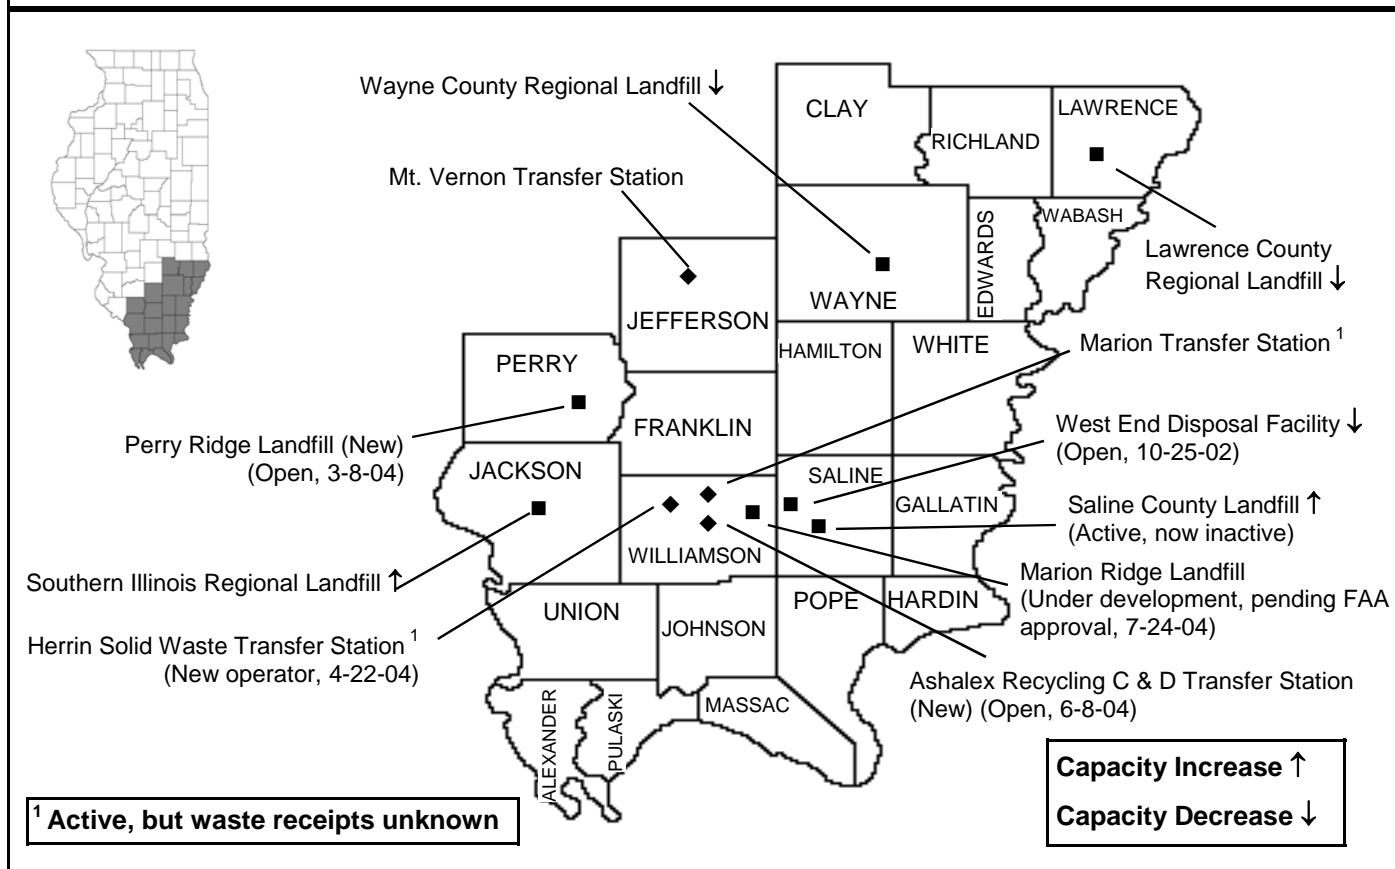 Wayne County Regional Landfill ↓
CLAY
LAWRENCE
RICHLAND
Mt. Vernon Transfer Station
WABASH
EDWARDS
Lawrence County
Regional Landfill ↓
WAYNE
JEFFERSON
Marion Transfer Station 1
HAMILTON
WHITE
PERRY
FRANKLIN
West End Disposal Facility ↓
(Open, 10-25-02)
Perry Ridge Landfill (New)
(Open, 3-8-04)
JACKSON
SALINE
GALLATIN
Saline County Landfill ↑
(Active, now inactive)
WILLIAMSON
Southern Illinois Regional Landfill ↑
Marion Ridge Landfill
(Under development, pending FAA
approval, 7-24-04)
UNION
JOHNSON
POPE
HARDIN
Herrin Solid Waste Transfer Station 1
(New operator, 4-22-04)
Ashalex Recycling C & D Transfer Station
(New) (Open, 6-8-04)
MASSAC
ALEXANDER
PULASKI
Capacity Increase ↑
Capacity Decrease ↓
1 Active, but waste receipts unknown